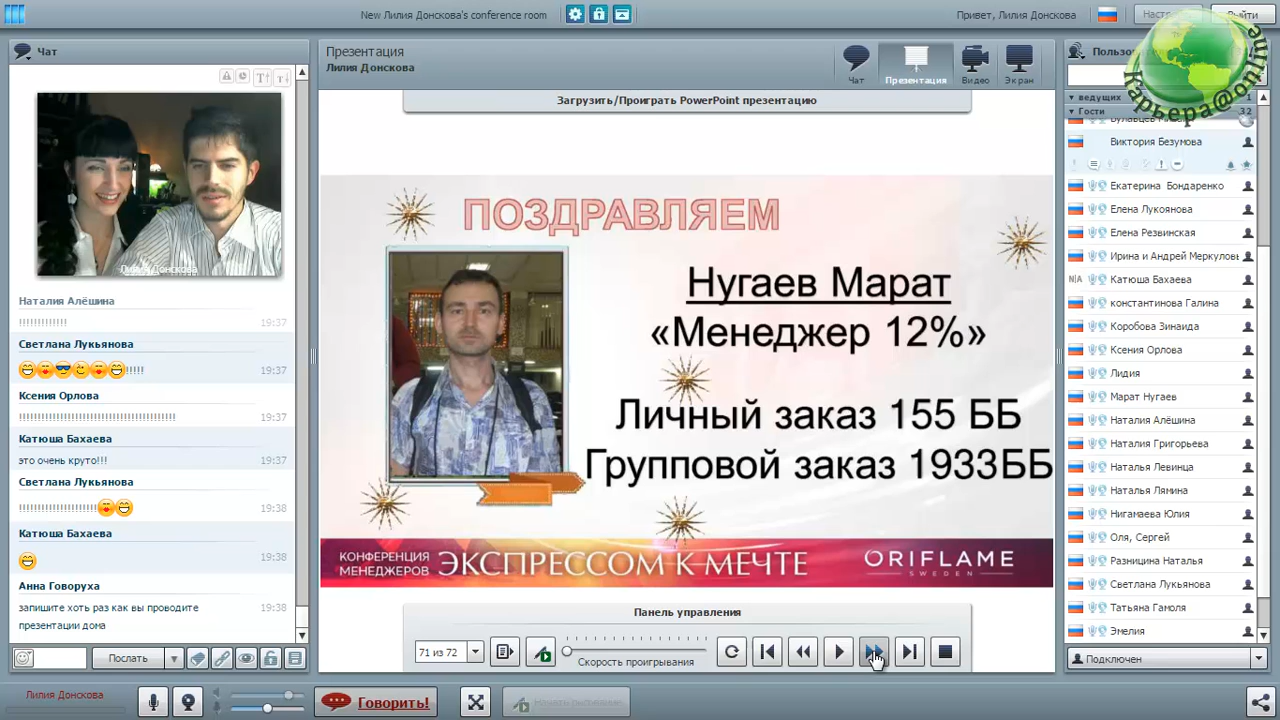 New Лилия Донскова's conference room
Привет, Лилия Донскова
Выйти
Карьера@online
Чат
Лилия Донскова
Наталия Алёшина
!!!!!!!!!!!!
19:37
Светлана Лукьянова
!!!!!
19:37
Ксения Орлова
!!!!!!!!!!!!!!!!!!!!!!!!!!!!!!!!!!!!!!!
19:37
Катюша Бахаева
это очень круто!!!
19:37
Светлана Лукьянова
!!!!!!!!!!!!!!!!!!!!
19:38
Катюша Бахаева
19:38
Анна Говоруха
запишите хоть раз как вы проводите
презентации дома
19:38
Послать
Презентация
Лилия Донскова
Чат
Презентация
Видео
Экран
Загрузить/Проиграть PowerPoint презентацию
ПОЗДРАВЛЯЕМ
Нугаев Марат
«Менеджер 12%»
Личный заказ 155 ББ
Групповой заказ 1933ББ
КОНФЕРЕНЦИЯ
МЕНЕДЖЕРОВ
ЭКСПРЕССОМ К МЕЧТЕ
ORIFLAME
SWEDEN
Панель управления
71 из 72
Скорость проигрывания
ведущих 1
Гости 32
Виктория Безумова
Екатерина Бондаренко
Елена Лукоянова
Елена Резвинская
Ирина и Андрей Меркуловы
N/A Катюша Бахаева
константинова Галина
Коробова Зинаида
Ксения Орлова
Лидия
Марат Нугаев
Наталия Алёшина
Наталия Григорьева
Наталья Левинца
Наталья Лямина
Нигамаева Юлия
Оля, Сергей
Разницина Наталья
Светлана Лукьянова
Татьяна Гамоля
Эмелия
Подключен
Лилия Донскова
Говорить!